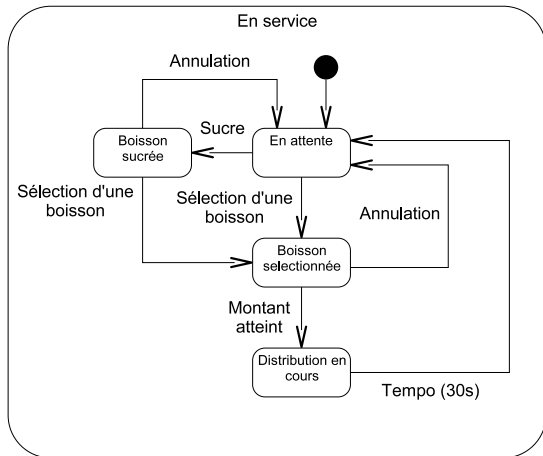 En service
Annulation
Boisson
sucrée
Sucre
En attente
Sélection d'une
boisson
Sélection d'une
boisson
Annulation
Boisson
selectionnée
Montant
atteint
Distribution en
cours
Tempo (30s)